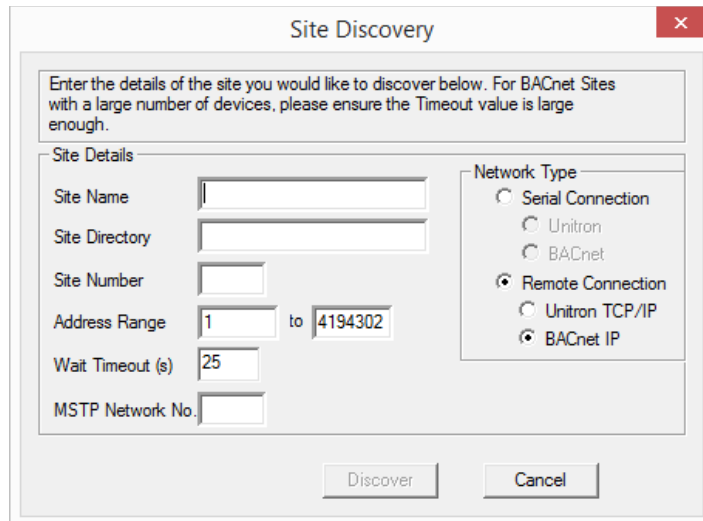 Site Discovery
Enter the details of the site you would like to discover below. For BACnet Sites
with a large number of devices, please ensure the Timeout value is large
enough.
Site Details
Site Name
Site Directory
Site Number
Address Range 1 to 4194302
Wait Timeout (s) 25
MSTP Network No.
Network Type
Serial Connection
Unitron
BACnet
Remote Connection
Unitron TCP/IP
BACnet IP
Discover Cancel